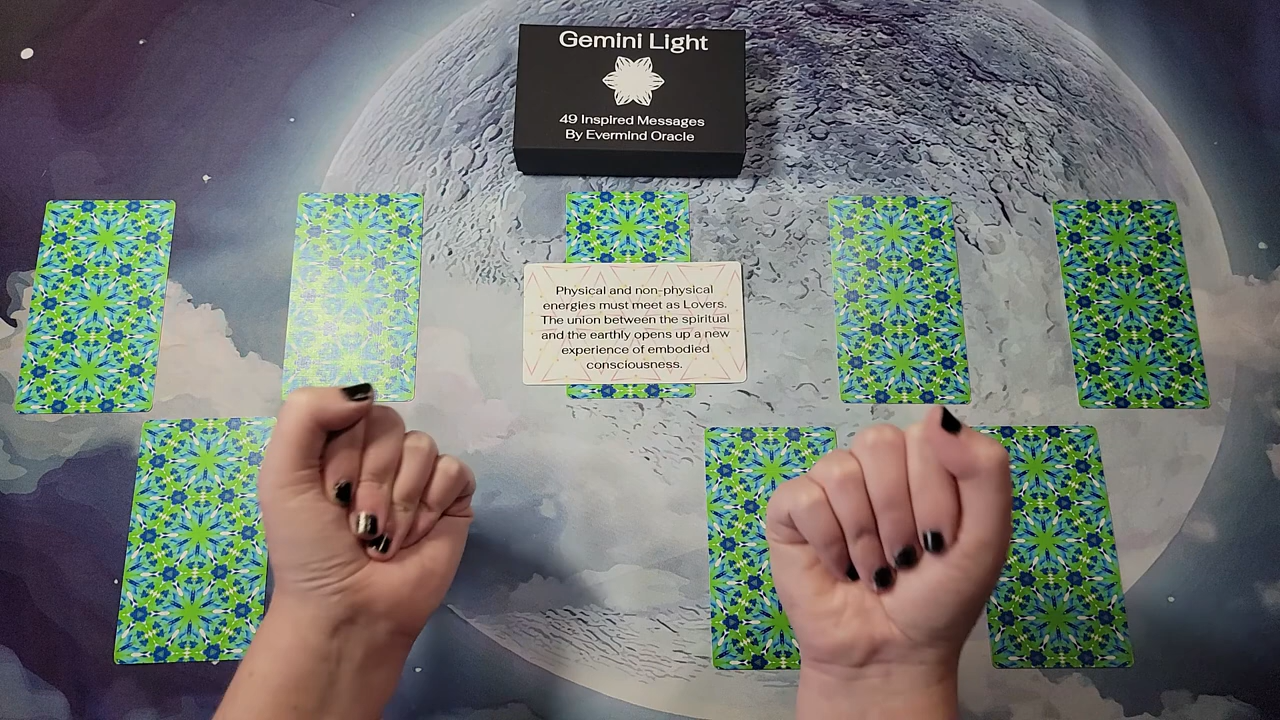 Gemini Light
49 Inspired Messages
By Evermind Oracle
Physical and non-physical
energies must meet as Lovers.
The union between the spiritual
and the earthly opens up a new
experience of embodied
consciousness.